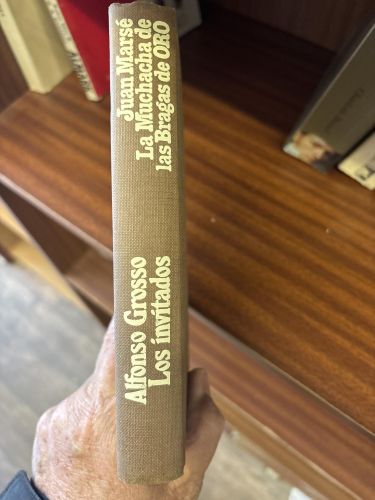 Juan Marsé
La Muchacha de
las Bragas de ORO
Alfonso Grosso
Los invitados